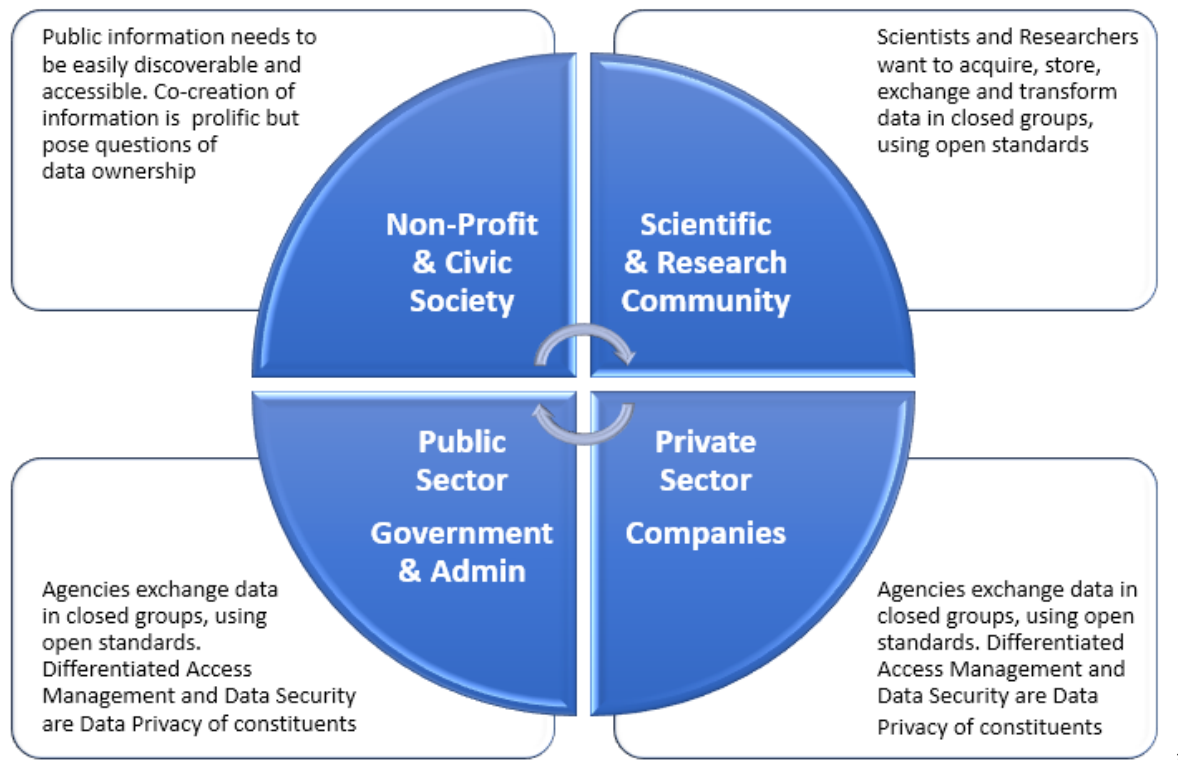 Public information needs to
be easily discoverable and
accessible. Co-creation of
information is prolific but
pose questions of
data ownership
Scientists and Researchers
want to acquire, store,
exchange and transform
data in closed groups,
using open standards
Non-Profit
& Civic
Society
Scientific
& Research
Community
Public
Sector
Government
& Admin
Private
Sector
Companies
Agencies exchange data
in closed groups, using
open standards.
Differentiated Access
Management and Data Security
are Data Privacy of constituents
Agencies exchange data in
closed groups, using open
standards. Differentiated
Access Management and
Data Security are Data
Privacy of constituents